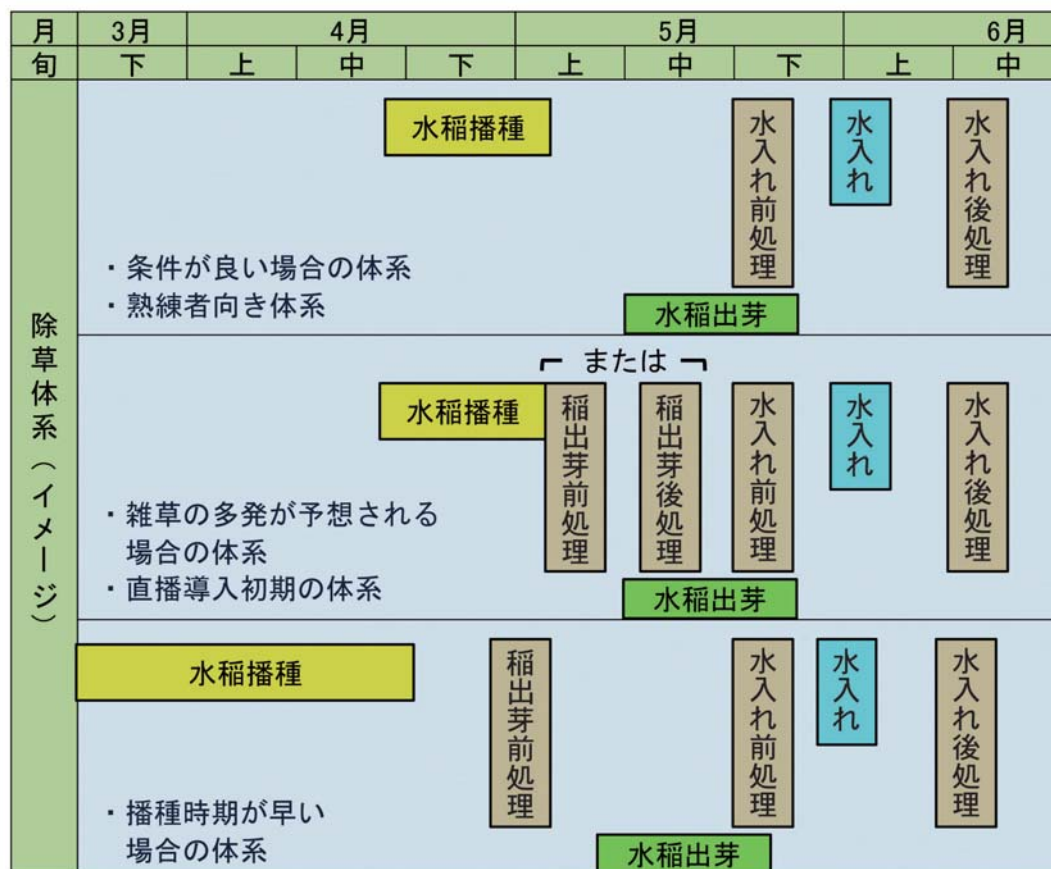 月 3月 4月 5月 6月
旬 下 上 中 下 上 中 下 上 中
除草体系（イメージ）
水稲播種
水入れ前処理
水入れ
水入れ後処理
・条件が良い場合の体系
・熟練者向き体系
水稲出芽
または
水稲播種
稲出芽前処理
稲出芽後処理
水入れ前処理
水入れ
水入れ後処理
・雑草の多発が予想される
場合の体系
・直播導入初期の体系
水稲出芽
水稲播種
稲出芽前処理
水入れ前処理
水入れ
水入れ後処理
・播種時期が早い
場合の体系
水稲出芽